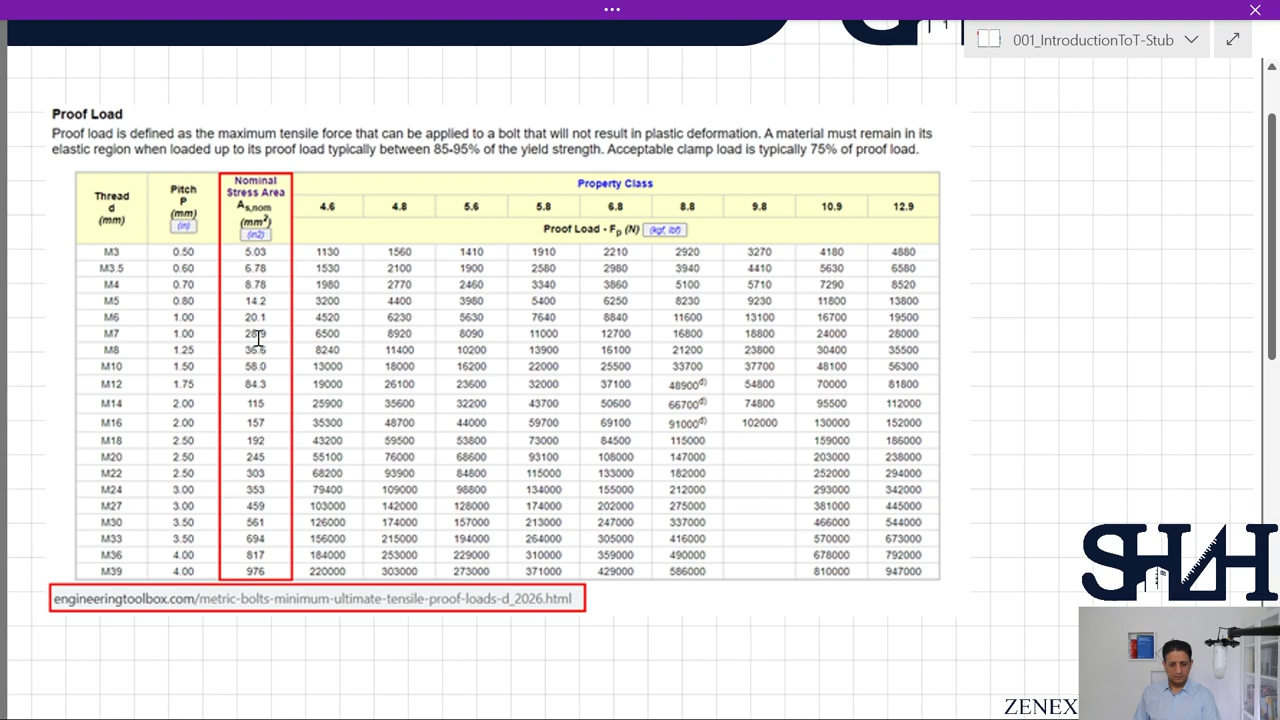 001_IntroductionToT-Stub
Proof Load
Proof load is defined as the maximum tensile force that can be applied to a bolt that will not result in plastic deformation. A material must remain in its
elastic region when loaded up to its proof load typically between 85-95% of the yield strength. Acceptable clamp load is typically 75% of proof load.
Thread d (mm) Pitch P (mm) (in) Nominal Stress Area As,nom (mm2) (in2) Property Class
4.6 4.8 5.6 5.8 6.8 8.8 9.8 10.9 12.9
Proof Load - Fp (N) (kgf, lbf)
M3 0.50 5.03 1130 1560 1410 1910 2210 2920 3270 4180 4880
M3.5 0.60 6.78 1530 2100 1900 2580 2980 3940 4410 5630 6580
M4 0.70 8.78 1980 2770 2460 3340 3860 5100 5710 7290 8520
M5 0.80 14.2 3200 4400 3980 5400 6250 8230 9230 11800 13800
M6 1.00 20.1 4520 6230 5630 7640 8840 11600 13100 16700 19500
M7 1.00 28.9 6500 8920 8090 11000 12700 16800 18800 24000 28000
M8 1.25 36.6 8240 11400 10200 13900 16100 21200 23800 30400 35500
M10 1.50 58.0 13000 18000 16200 22000 25500 33700 37700 48100 56300
M12 1.75 84.3 19000 26100 23600 32000 37100 48900d) 54800 70000 81800
M14 2.00 115 25900 35600 32200 43700 50600 66700d) 74800 95500 112000
M16 2.00 157 35300 48700 44000 59700 69100 91000d) 102000 130000 152000
M18 2.50 192 43200 59500 53800 73000 84500 115000 159000 186000
M20 2.50 245 55100 76000 68600 93100 108000 147000 203000 238000
M22 2.50 303 68200 93900 84800 115000 133000 182000 252000 294000
M24 3.00 353 79400 109000 98800 134000 155000 212000 293000 342000
M27 3.00 459 103000 142000 128000 174000 202000 275000 381000 445000
M30 3.50 561 126000 174000 157000 213000 247000 337000 466000 544000
M33 3.50 694 156000 215000 194000 264000 305000 416000 570000 673000
M36 4.00 817 184000 253000 229000 310000 359000 490000 678000 792000
M39 4.00 976 220000 303000 273000 371000 429000 586000 810000 947000
engineeringtoolbox.com/metric-bolts-minimum-ultimate-tensile-proof-loads-d_2026.html
ZENEX